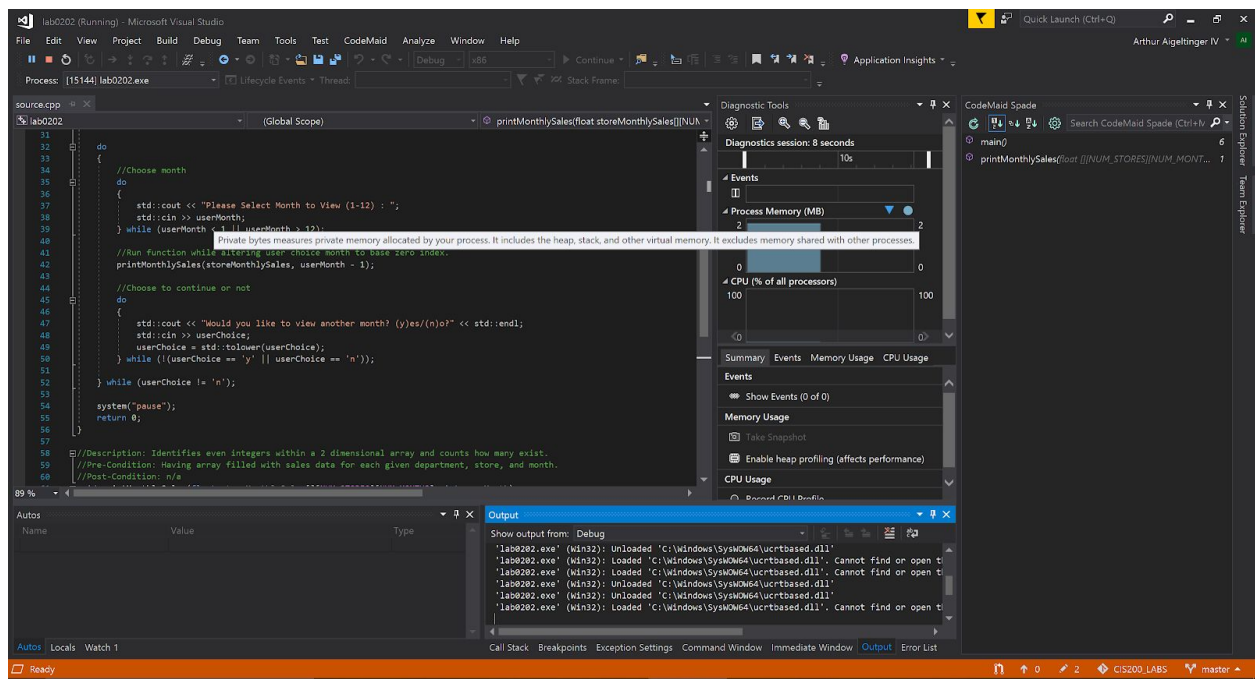 lab0202 (Running) - Microsoft Visual Studio
Quick Launch (Ctrl+Q)
File Edit View Project Build Debug Team Tools Test CodeMaid Analyze Window Help
Arthur Aigeltinger IV AI
Debug x86 Continue Application Insights
Process: [15144] lab0202.exe Lifecycle Events Thread: Stack Frame:
source.cpp
lab0202 (Global Scope) printMonthlySales(float storeMonthlySales[][NUM
31
32 do
33 {
34 //Choose month
35 do
36 {
37 std::cout << "Please Select Month to View (1-12) : ";
38 std::cin >> userMonth;
39 } while (userMonth < 1 || userMonth > 12);
40
Private bytes measures private memory allocated by your process. It includes the heap, stack, and other virtual memory. It excludes memory shared with other processes.
41 //Run function while altering user choice month to base zero index.
42 printMonthlySales(storeMonthlySales, userMonth - 1);
43
44 //Choose to continue or not
45 do
46 {
47 std::cout << "Would you like to view another month? (y)es/(n)o?" << std::endl;
48 std::cin >> userChoice;
49 userChoice = std::tolower(userChoice);
50 } while (!(userChoice == 'y' || userChoice == 'n'));
51
52 } while (userChoice != 'n');
53
54 system("pause");
55 return 0;
56 }
57
58 //Description: Identifies even integers within a 2 dimensional array and counts how many exist.
59 //Pre-Condition: Having array filled with sales data for each given department, store, and month.
60 //Post-Condition: n/a
89 %
Diagnostic Tools
Diagnostics session: 8 seconds
10s
Events
Process Memory (MB)
2 2
0 0
CPU (% of all processors)
100 100
0 0
Summary Events Memory Usage CPU Usage
Events
Show Events (0 of 0)
Memory Usage
Take Snapshot
Enable heap profiling (affects performance)
CPU Usage
Record CPU Profile
CodeMaid Spade
Search CodeMaid Spade (Ctrl+M
main() 6
printMonthlySales(float [][NUM_STORES][NUM_MONT... 1
Solution Explorer
Team Explorer
Autos
Name Value Type
Autos Locals Watch 1
Output
Show output from: Debug
'lab0202.exe' (Win32): Unloaded 'C:\Windows\SysWOW64\ucrtbased.dll'
'lab0202.exe' (Win32): Loaded 'C:\Windows\SysWOW64\ucrtbased.dll'. Cannot find or open t
'lab0202.exe' (Win32): Loaded 'C:\Windows\SysWOW64\ucrtbased.dll'. Cannot find or open t
'lab0202.exe' (Win32): Unloaded 'C:\Windows\SysWOW64\ucrtbased.dll'
'lab0202.exe' (Win32): Loaded 'C:\Windows\SysWOW64\ucrtbased.dll'. Cannot find or open t
Call Stack Breakpoints Exception Settings Command Window Immediate Window Output Error List
Ready 0 2 CIS200_LABS master